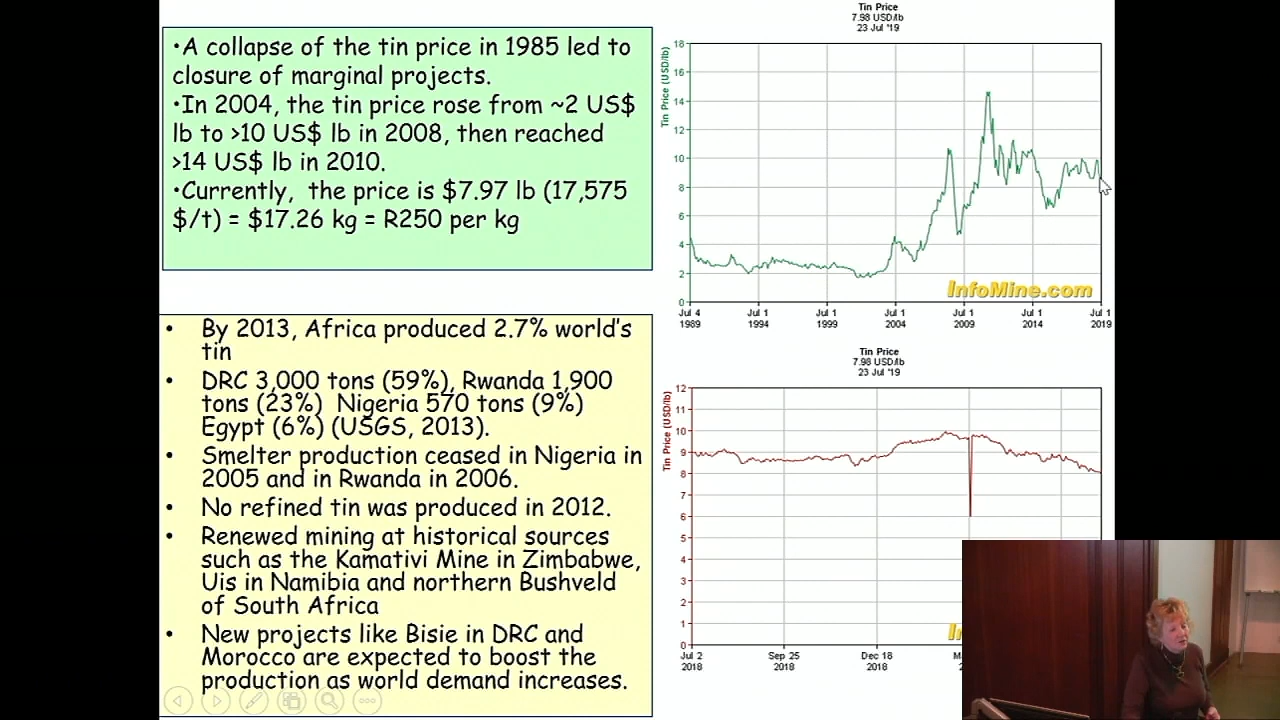 •A collapse of the tin price in 1985 led to
closure of marginal projects.
•In 2004, the tin price rose from ~2 US$
lb to >10 US$ lb in 2008, then reached
>14 US$ lb in 2010.
•Currently, the price is $7.97 lb (17,575
$/t) = $17.26 kg = R250 per kg
• By 2013, Africa produced 2.7% world's
tin
• DRC 3,000 tons (59%), Rwanda 1,900
tons (23%) Nigeria 570 tons (9%)
Egypt (6%) (USGS, 2013).
• Smelter production ceased in Nigeria in
2005 and in Rwanda in 2006.
• No refined tin was produced in 2012.
• Renewed mining at historical sources
such as the Kamativi Mine in Zimbabwe,
Uis in Namibia and northern Bushveld
of South Africa
• New projects like Bisie in DRC and
Morocco are expected to boost the
production as world demand increases.
Tin Price
7.98 USD/lb
23 Jul '19
Tin Price (USD/lb)
18
16
14
12
10
8
6
4
2
0
Jul 4 Jul 1 Jul 1 Jul 1 Jul 1 Jul 1 Jul 1
1989 1994 1999 2004 2009 2014 2019
InfoMine.com
Tin Price
7.98 USD/lb
23 Jul '19
Tin Price (USD/lb)
12
11
10
9
8
7
6
5
4
3
2
1
0
Jul 2 Sep 25 Dec 18
2018 2018 2018